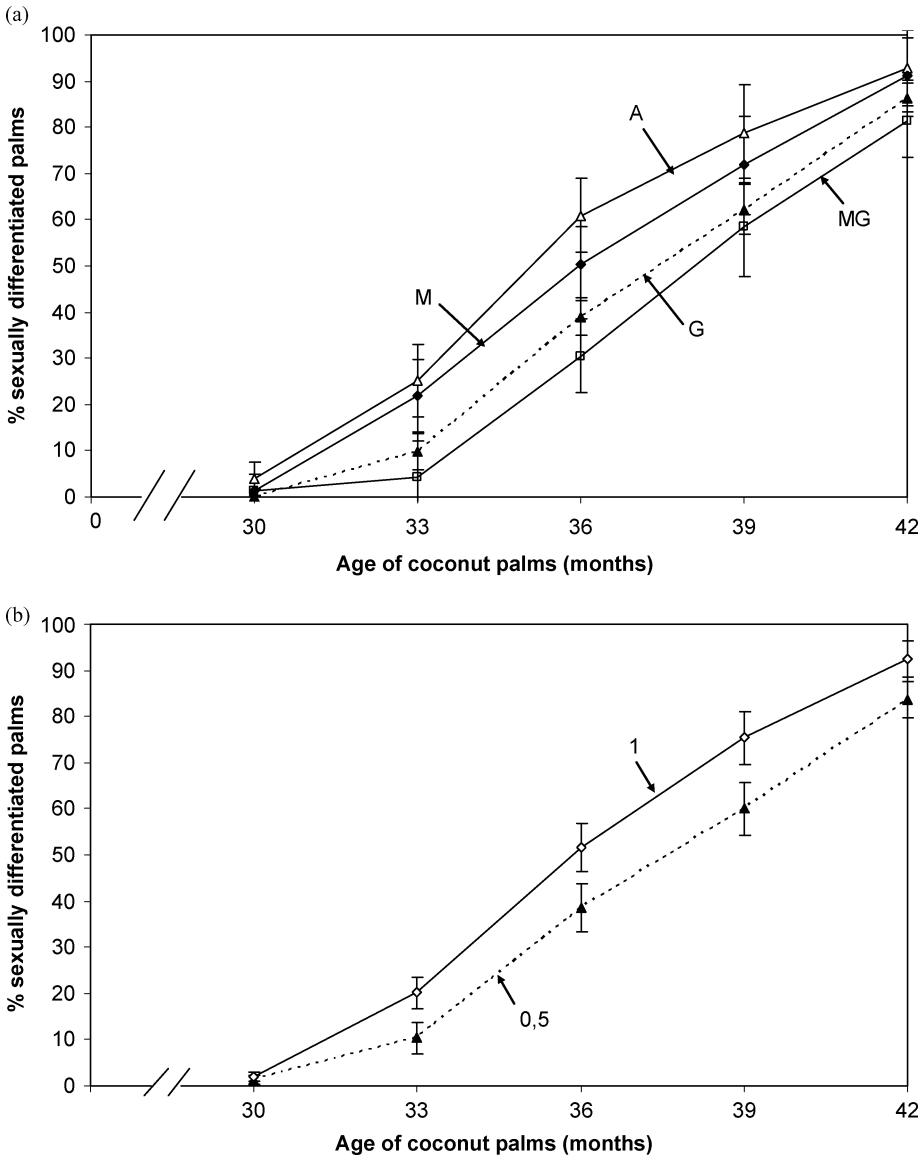 (a)
% sexually differentiated palms
100
90
80
70
60
50
40
30
20
10
0
A
M
MG
G
0 30 33 36 39 42
Age of coconut palms (months)
(b)
% sexually differentiated palms
100
90
80
70
60
50
40
30
20
10
0
1
0,5
30 33 36 39 42
Age of coconut palms (months)